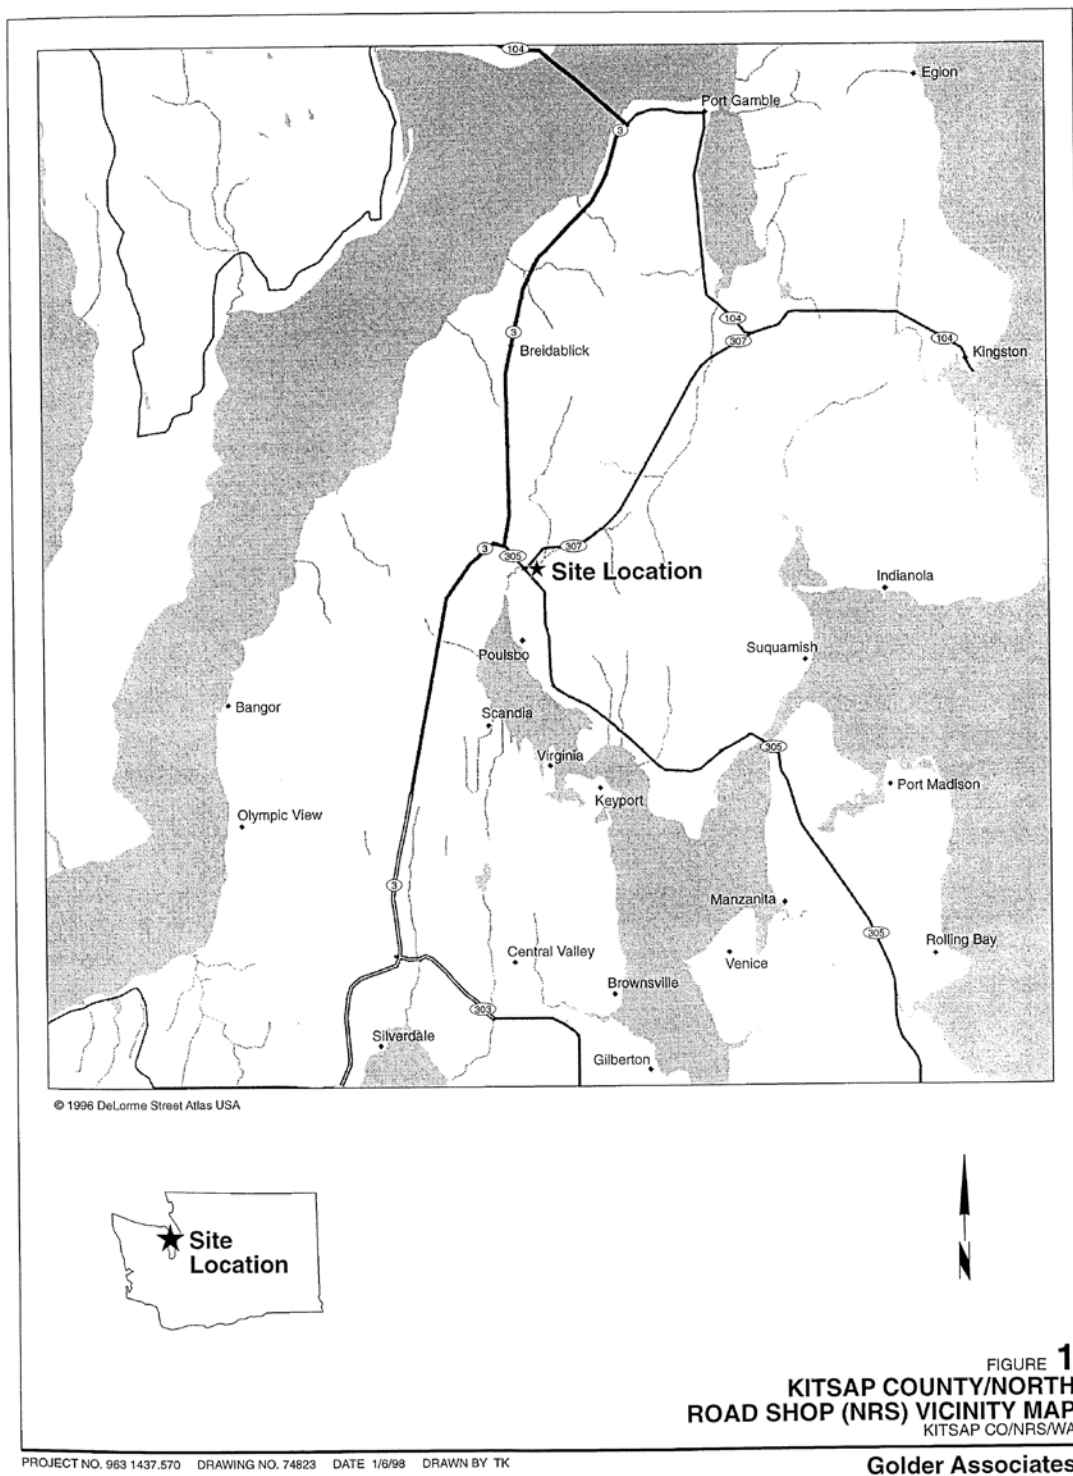 104
Eglon
Port Gamble
3
104
3
307
104
Breidablick
Kingston
3
305
307
Site Location
Indianola
Poulsbo
Suquamish
Bangor
Scandia
305
Virginia
Port Madison
Keyport
Olympic View
3
Manzanita
305
Rolling Bay
Central Valley
Venice
Brownsville
303
Silverdale
Gilberton
© 1996 DeLorme Street Atlas USA
Site
Location
N
FIGURE 1
KITSAP COUNTY/NORTH
ROAD SHOP (NRS) VICINITY MAP
KITSAP CO/NRS/WA
PROJECT NO. 963 1437.570 DRAWING NO. 74823 DATE 1/6/98 DRAWN BY TK
Golder Associates